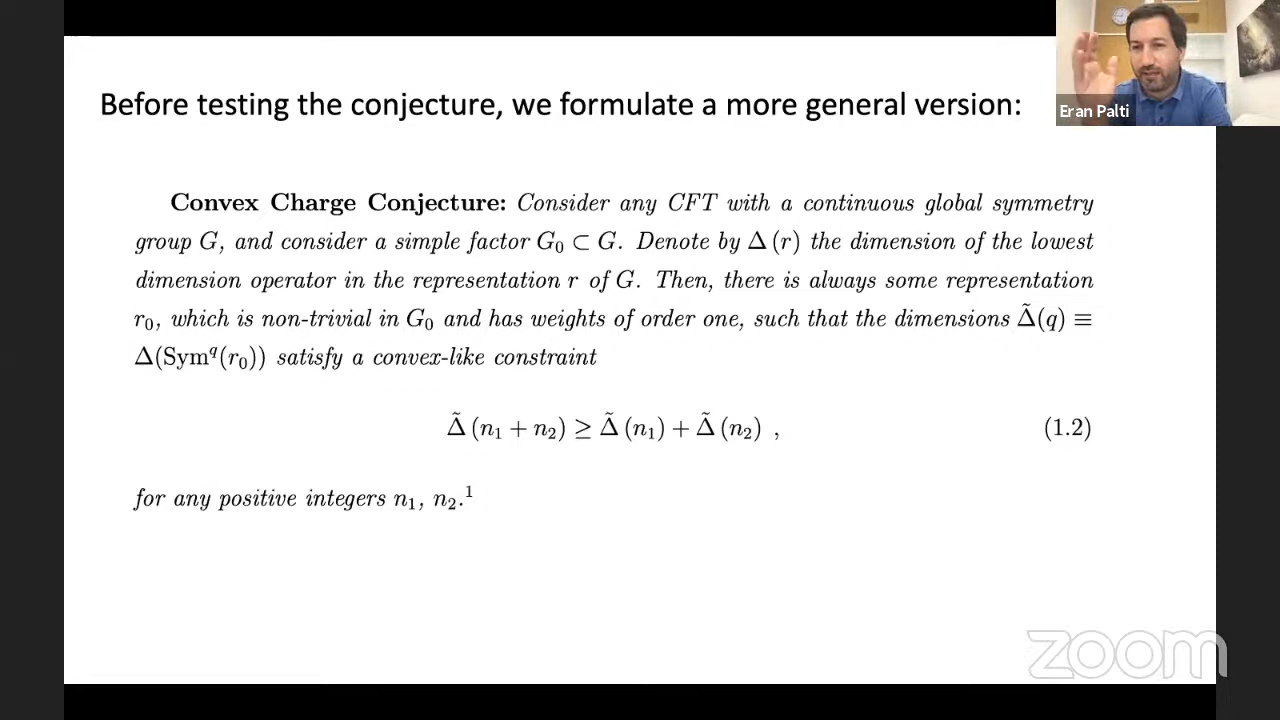 Before testing the conjecture, we formulate a more general version:
Eran Palti
Convex Charge Conjecture: Consider any CFT with a continuous global symmetry
group G, and consider a simple factor G₀ ⊂ G. Denote by Δ (r) the dimension of the lowest
dimension operator in the representation r of G. Then, there is always some representation
r₀, which is non-trivial in G₀ and has weights of order one, such that the dimensions Δ̃(q) ≡
Δ(Sym^q(r₀)) satisfy a convex-like constraint
Δ̃ (n₁ + n₂) ≥ Δ̃ (n₁) + Δ̃ (n₂) , (1.2)
for any positive integers n₁, n₂.¹
zoom